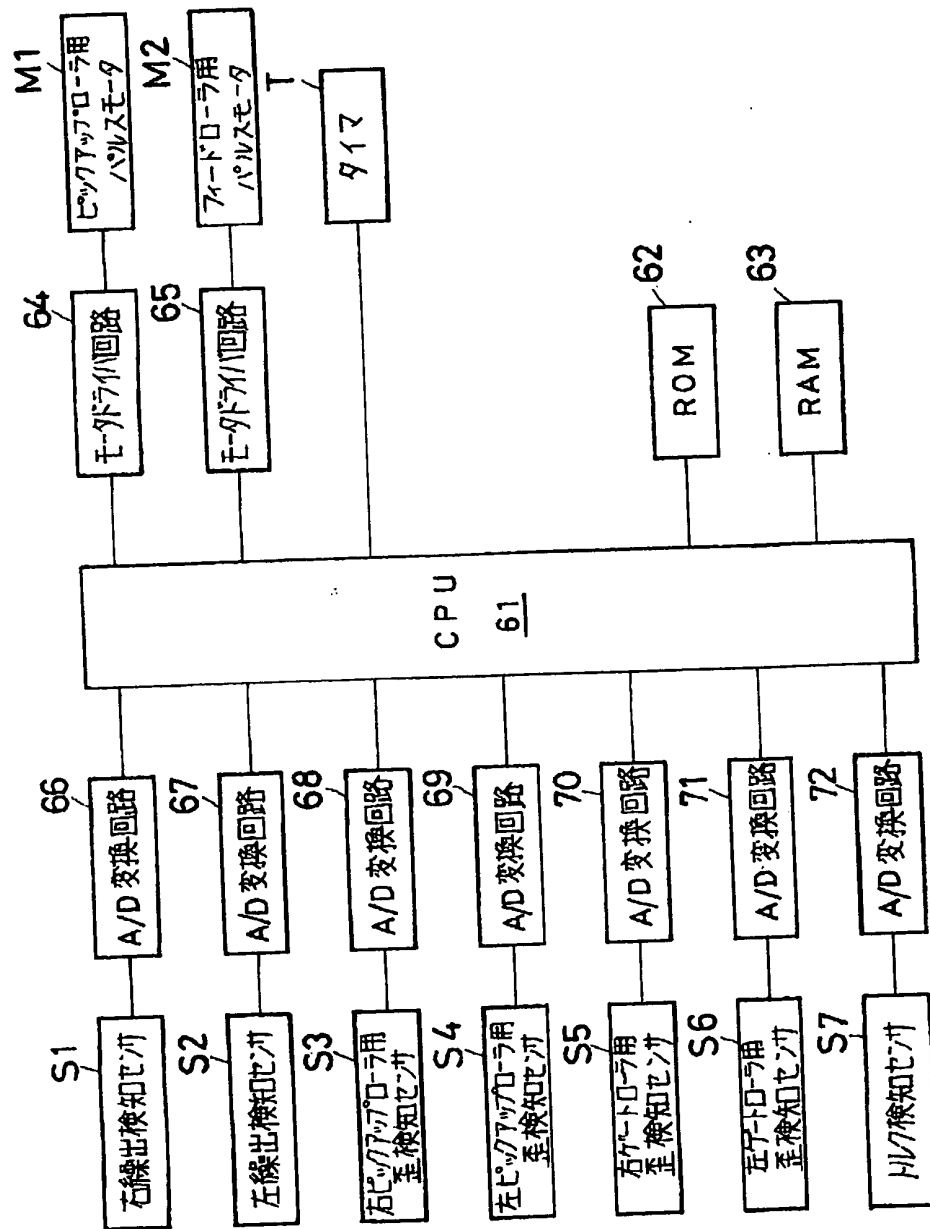 S1
右繰出検知センサ
66
A/D変換回路
S2
左繰出検知センサ
67
A/D変換回路
S3
右ピックアップローラ用
歪検知センサ
68
A/D変換回路
S4
左ピックアップローラ用
歪検知センサ
69
A/D変換回路
S5
右ゲートローラ用
歪検知センサ
70
A/D変換回路
S6
左ゲートローラ用
歪検知センサ
71
A/D変換回路
S7
トルク検知センサ
72
A/D変換回路
CPU
61
64
モータドライバ回路
M1
ピックアップローラ用
パルスモータ
65
モータドライバ回路
M2
フィードローラ用
パルスモータ
T
タイマ
62
ROM
63
RAM